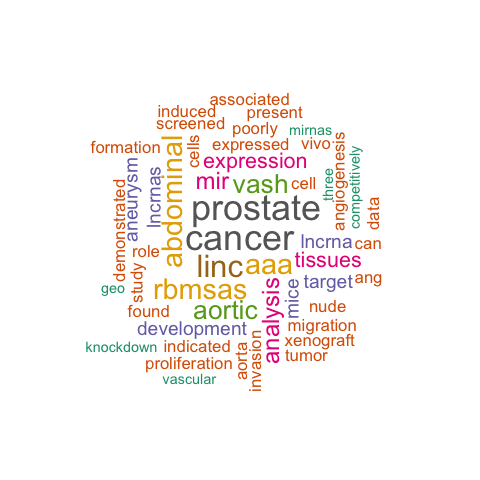 associated
induced
present
screened
poorly
mirnas
formation
cells
expressed
vivo
expression
abdominal
aneurysm
lncrnas
mir
vash
cell
three
angiogenesis
competitively
prostate
data
demonstrated
cancer
lncrna
can
role
linc
aaa
tissues
study
geo
rbmsas
analysis
mice
target
ang
found
aortic
nude
development
migration
knockdown
indicated
xenograft
proliferation
aorta
invasion
tumor
vascular